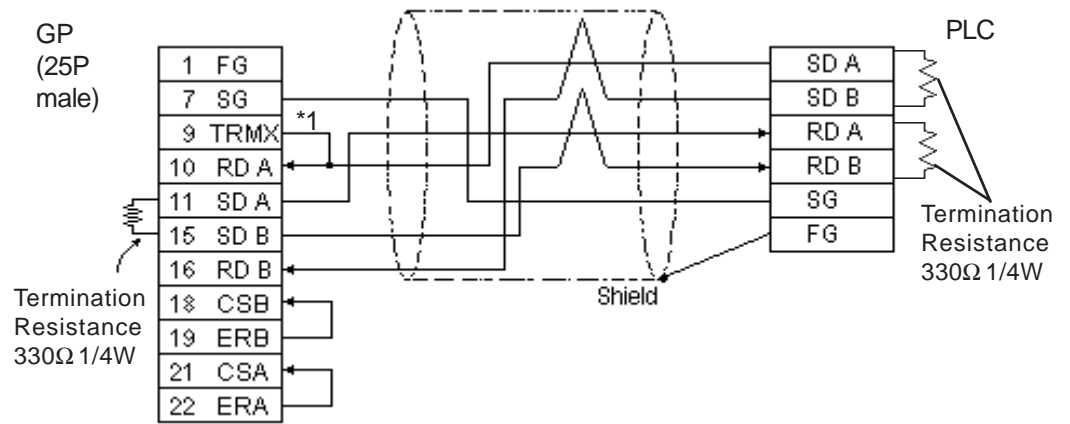 GP
(25P
male)
1 FG
7 SG
9 TRMX
10 RD A
11 SD A
15 SD B
16 RD B
18 CSB
19 ERB
21 CSA
22 ERA
*1
Termination
Resistance
330Ω 1/4W
Shield
PLC
SD A
SD B
RD A
RD B
SG
FG
Termination
Resistance
330Ω 1/4W